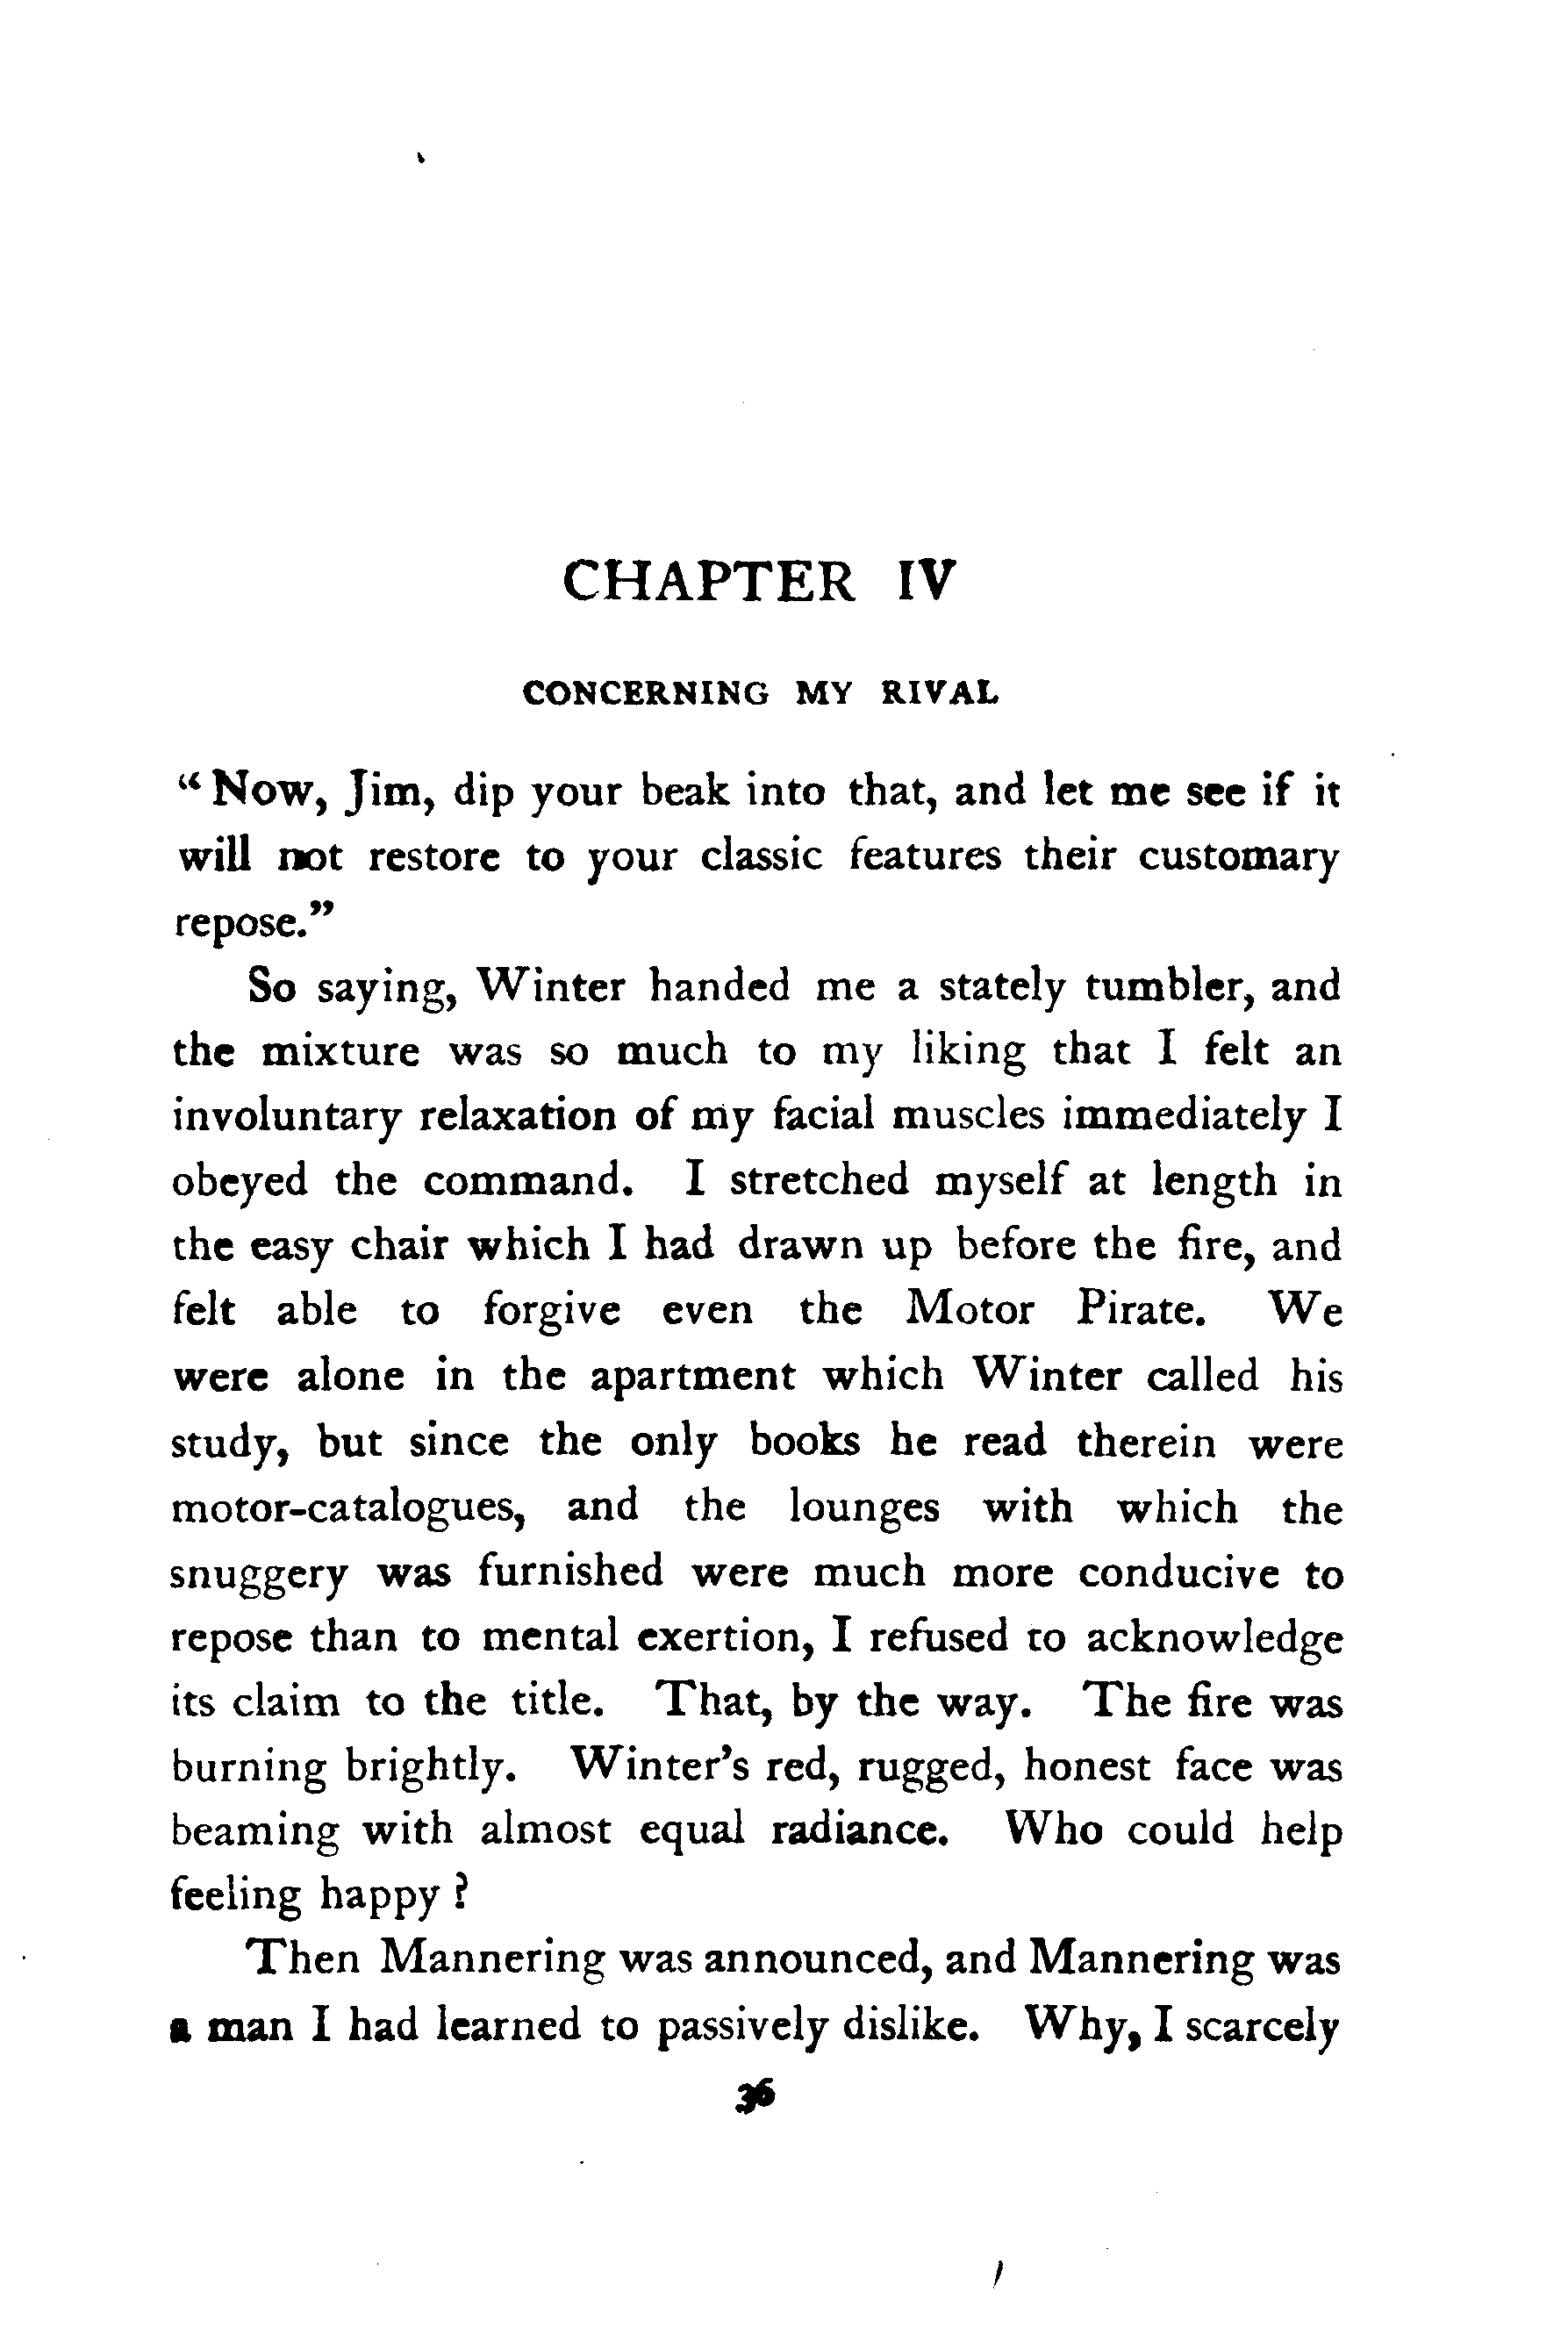 CHAPTER IV
CONCERNING MY RIVAL
“Now, Jim, dip your beak into that, and let me see if it
will not restore to your classic features their customary
repose.”
So saying, Winter handed me a stately tumbler, and
the mixture was so much to my liking that I felt an
involuntary relaxation of my facial muscles immediately I
obeyed the command. I stretched myself at length in
the easy chair which I had drawn up before the fire, and
felt able to forgive even the Motor Pirate. We
were alone in the apartment which Winter called his
study, but since the only books he read therein were
motor-catalogues, and the lounges with which the
snuggery was furnished were much more conducive to
repose than to mental exertion, I refused to acknowledge
its claim to the title. That, by the way. The fire was
burning brightly. Winter’s red, rugged, honest face was
beaming with almost equal radiance. Who could help
feeling happy ?
Then Mannering was announced, and Mannering was
a man I had learned to passively dislike. Why, I scarcely
36